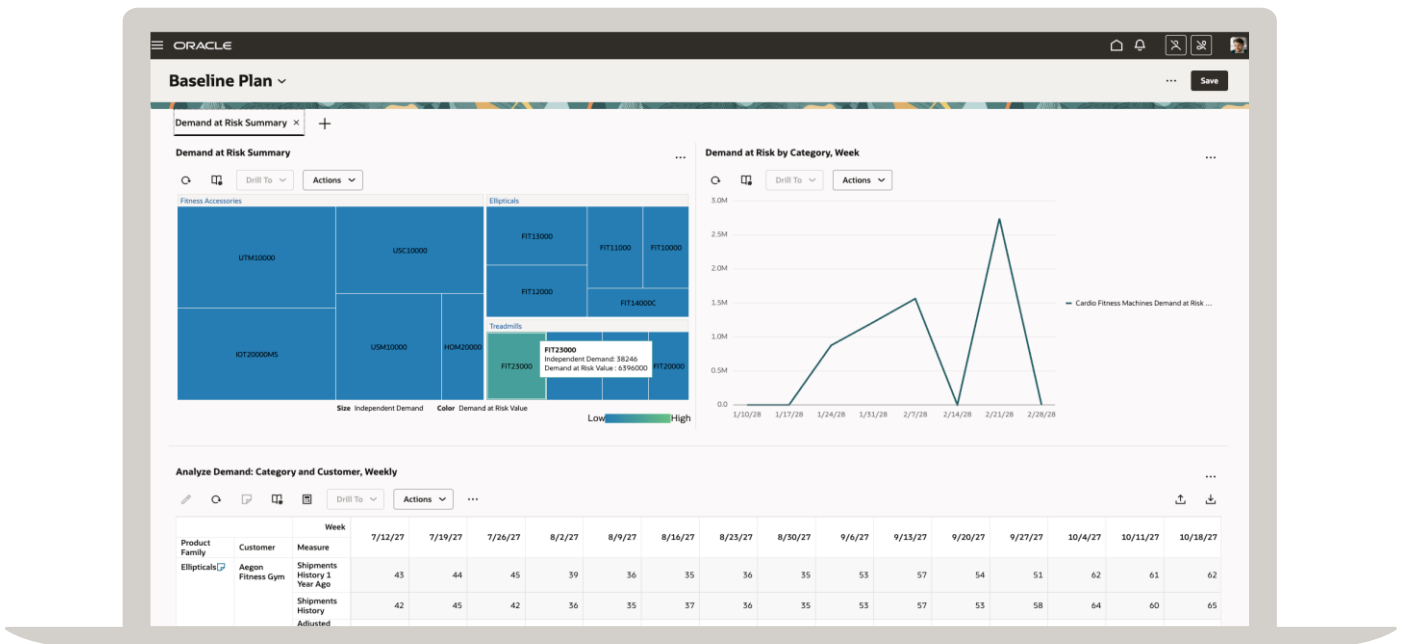 ORACLE
Baseline Plan
Save
Demand at Risk Summary ×
Demand at Risk Summary
Drill To
Actions
Fitness Accessories
UTM10000
USC10000
IOT20000MS
USM10000
HOM20000
Ellipticals
FIT13000
FIT11000
FIT10000
FIT12000
FIT14000C
Treadmills
FIT23000
FIT23000
Independent Demand: 38246
Demand at Risk Value : 6396000
FIT20000
Size Independent Demand Color Demand at Risk Value
Low High
Demand at Risk by Category, Week
Drill To
Actions
3.0M
2.5M
2.0M
1.5M
1.0M
0.5M
0.0
1/10/28 1/17/28 1/24/28 1/31/28 2/7/28 2/14/28 2/21/28 2/28/28
Cardio Fitness Machines Demand at Risk ...
Analyze Demand: Category and Customer, Weekly
Drill To
Actions
Week
7/12/27 7/19/27 7/26/27 8/2/27 8/9/27 8/16/27 8/23/27 8/30/27 9/6/27 9/13/27 9/20/27 9/27/27 10/4/27 10/11/27 10/18/27
Product
Family
Customer
Measure
Ellipticals
Aegon
Fitness Gym
Shipments
History 1
Year Ago
43 44 45 39 36 35 36 35 53 57 54 51 62 61 62
Shipments
History
42 45 42 36 35 37 36 35 53 57 53 58 64 60 65
Adjusted